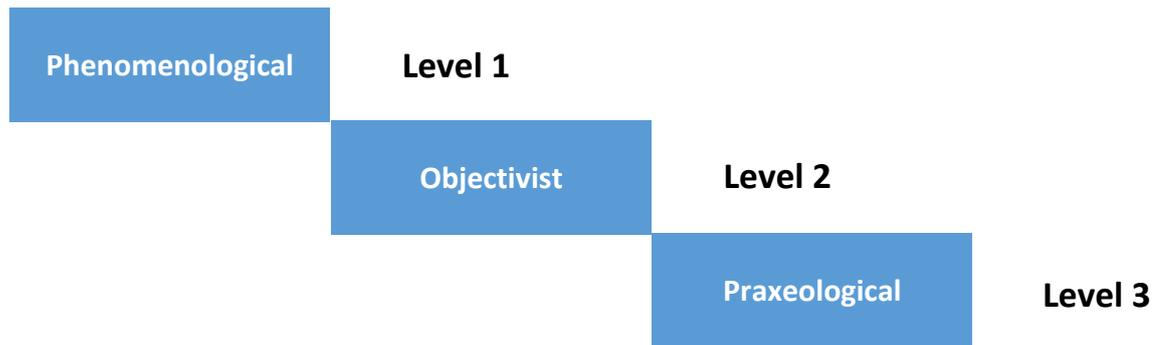 Phenomenological
Level 1
Objectivist
Level 2
Praxeological
Level 3